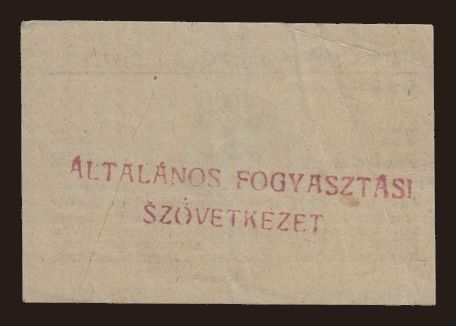 ÁLTALÁNOS FOGYASZTÁSI
SZÖVETKEZET